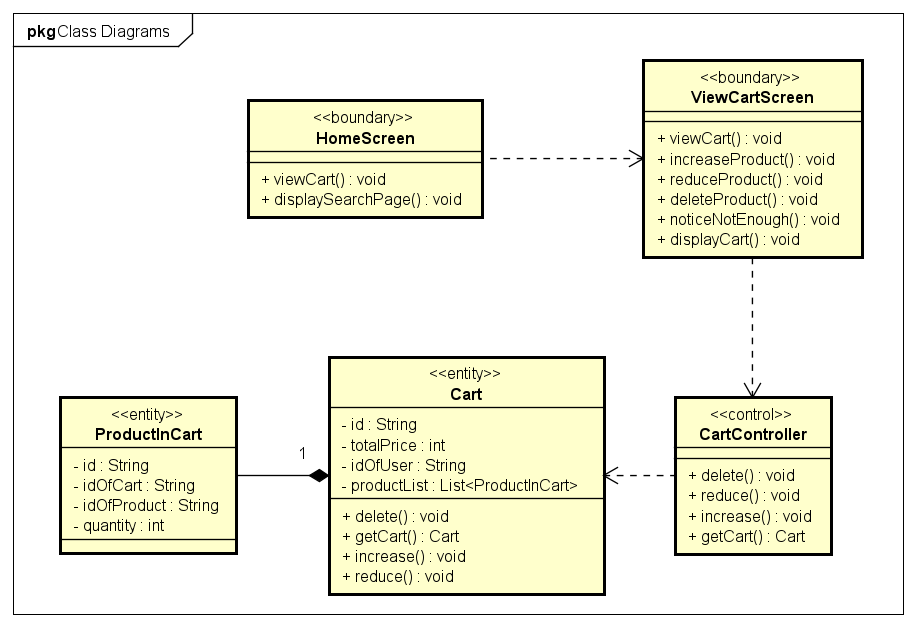 pkg Class Diagrams
<<boundary>>
HomeScreen
+ viewCart() : void
+ displaySearchPage() : void
<<boundary>>
ViewCartScreen
+ viewCart() : void
+ increaseProduct() : void
+ reduceProduct() : void
+ deleteProduct() : void
+ noticeNotEnough() : void
+ displayCart() : void
<<entity>>
ProductInCart
- id : String
- idOfCart : String
- idOfProduct : String
- quantity : int
1
<<entity>>
Cart
- id : String
- totalPrice : int
- idOfUser : String
- productList : List<ProductInCart>
+ delete() : void
+ getCart() : Cart
+ increase() : void
+ reduce() : void
<<control>>
CartController
+ delete() : void
+ reduce() : void
+ increase() : void
+ getCart() : Cart